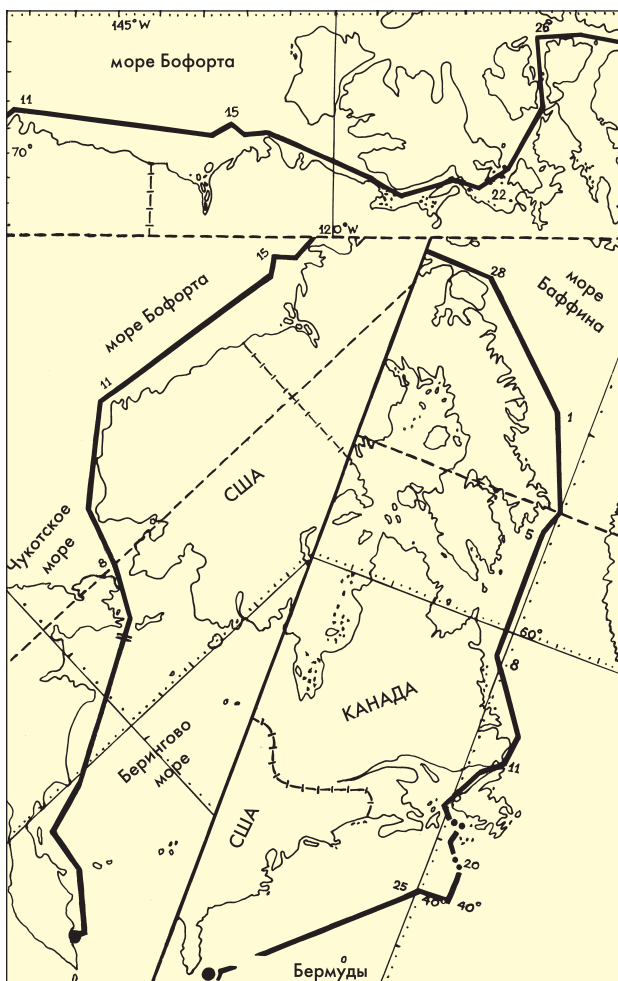 145°W
26
море Бофорта
11
15
70°
22
120°W
15
28
море
Баффина
море Бофорта
11
1
США
Чукотское
море
8
5
60°
8
КАНАДА
Берингово
море
11
США
20
25
40°
40°
Бермуды